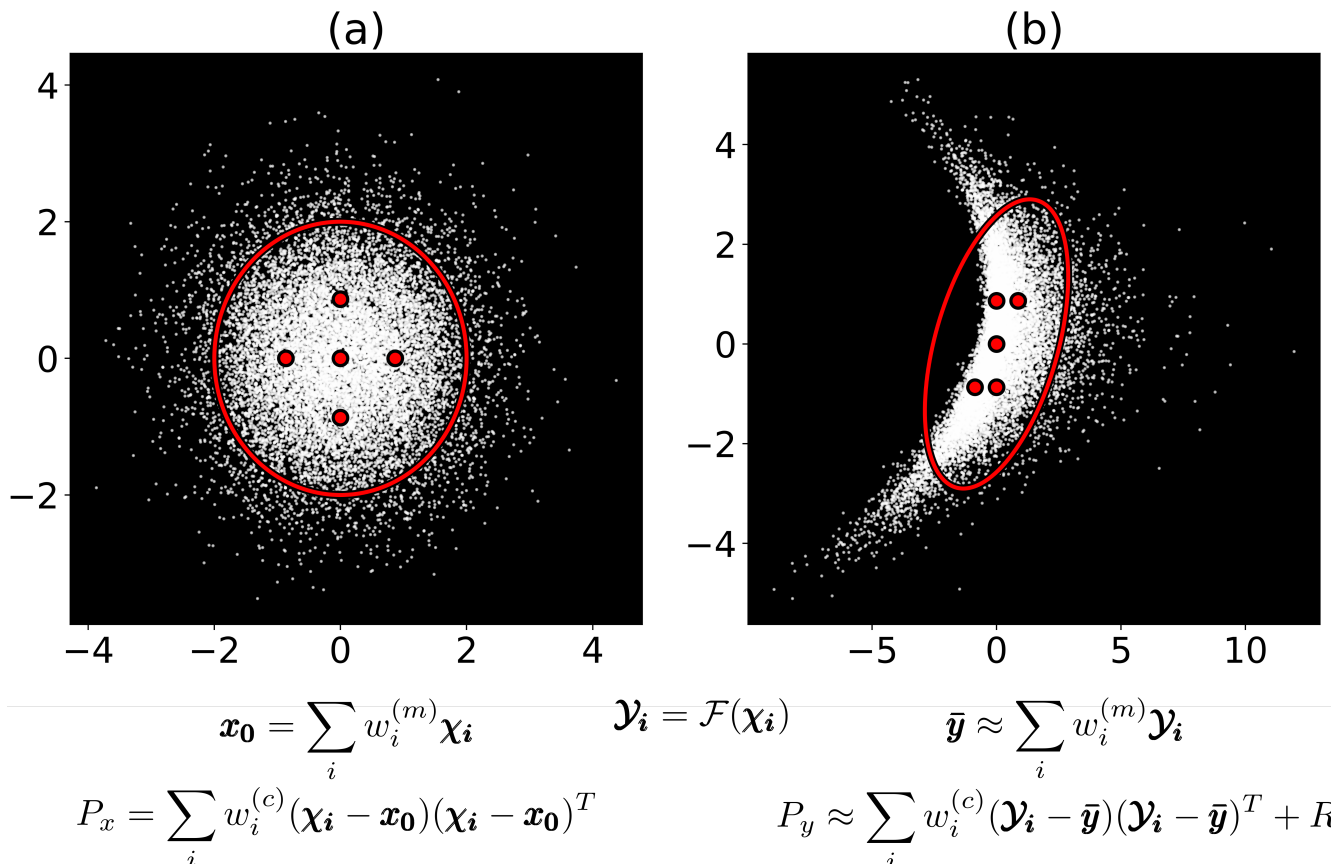 (a) (b)
4
2
0
−2
−4 −2 0 2 4
4
2
0
−2
−4
−5 0 5 10
x₀ = ∑ᵢ wᵢ⁽ᵐ⁾ χᵢ
𝒴ᵢ = ℱ(χᵢ)
ȳ ≈ ∑ᵢ wᵢ⁽ᵐ⁾ 𝒴ᵢ
Pₓ = ∑ᵢ wᵢ⁽ᶜ⁾ (χᵢ − x₀)(χᵢ − x₀)ᵀ
P_y ≈ ∑ᵢ wᵢ⁽ᶜ⁾ (𝒴ᵢ − ȳ)(𝒴ᵢ − ȳ)ᵀ + R